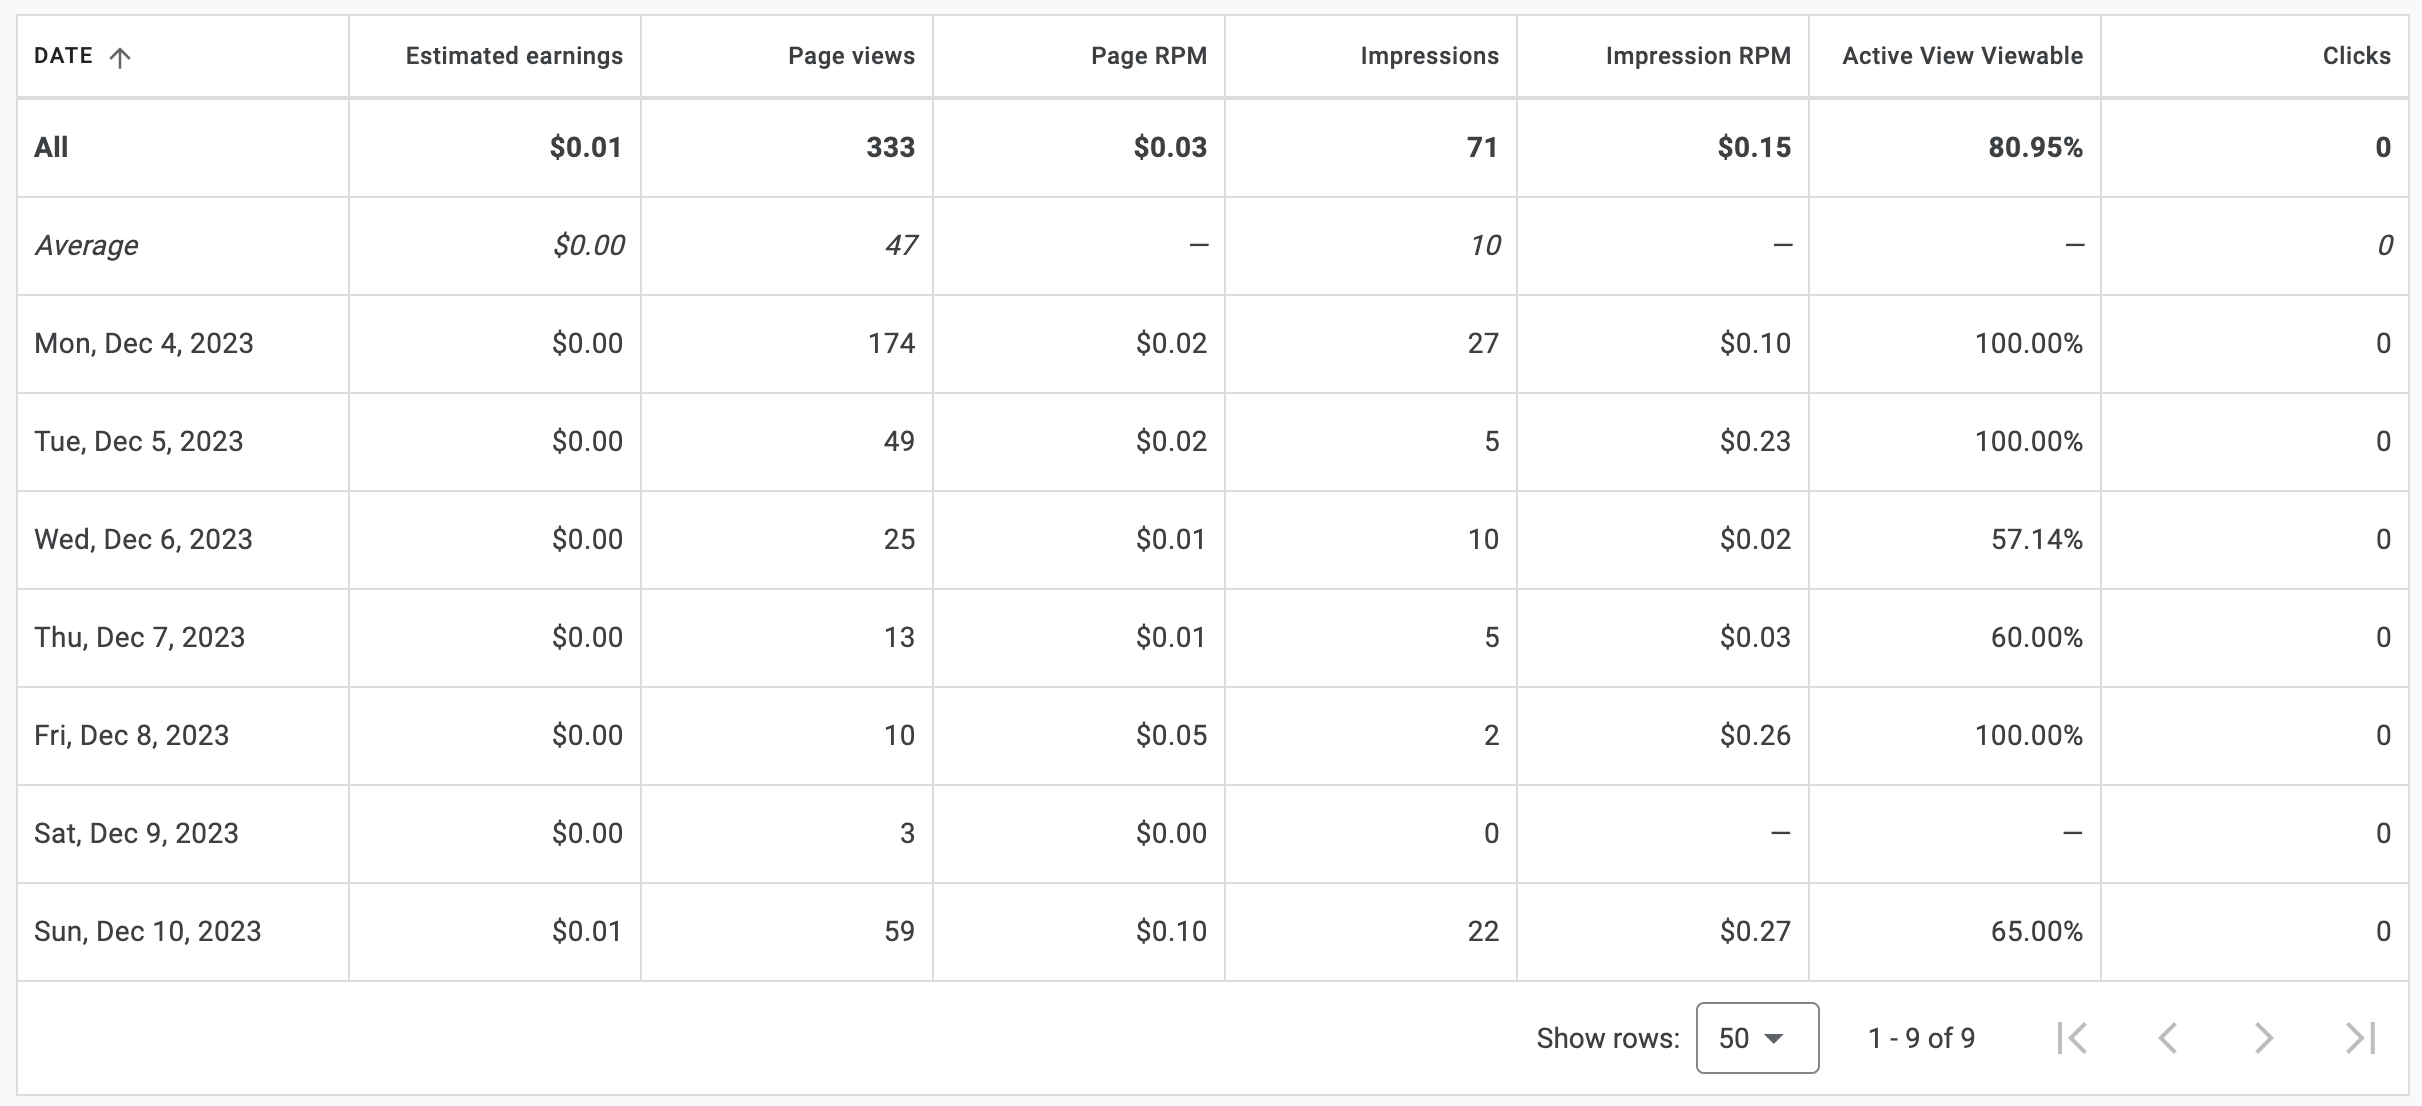 DATE Estimated earnings Page views Page RPM Impressions Impression RPM Active View Viewable Clicks
All $0.01 333 $0.03 71 $0.15 80.95% 0
Average $0.00 47 — 10 — — 0
Mon, Dec 4, 2023 $0.00 174 $0.02 27 $0.10 100.00% 0
Tue, Dec 5, 2023 $0.00 49 $0.02 5 $0.23 100.00% 0
Wed, Dec 6, 2023 $0.00 25 $0.01 10 $0.02 57.14% 0
Thu, Dec 7, 2023 $0.00 13 $0.01 5 $0.03 60.00% 0
Fri, Dec 8, 2023 $0.00 10 $0.05 2 $0.26 100.00% 0
Sat, Dec 9, 2023 $0.00 3 $0.00 0 — — 0
Sun, Dec 10, 2023 $0.01 59 $0.10 22 $0.27 65.00% 0
Show rows: 50 1 - 9 of 9